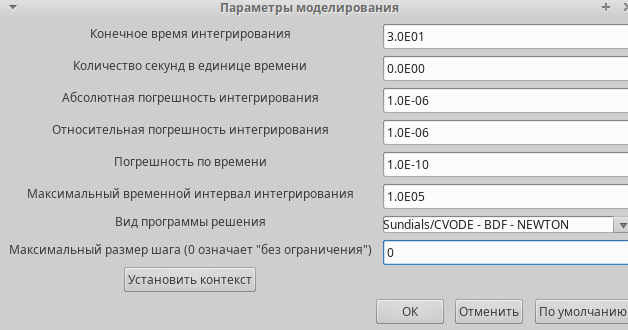 Параметры моделирования
Конечное время интегрирования 3.0E01
Количество секунд в единице времени 0.0E00
Абсолютная погрешность интегрирования 1.0E-06
Относительная погрешность интегрирования 1.0E-06
Погрешность по времени 1.0E-10
Максимальный временной интервал интегрирования 1.0E05
Вид программы решения Sundials/CVODE - BDF - NEWTON
Максимальный размер шага (0 означает "без ограничения") 0
Установить контекст
ОК Отменить По умолчанию